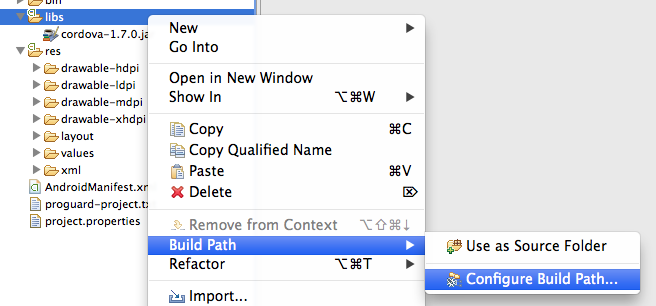 bin
libs
cordova-1.7.0.ja
res
drawable-hdpi
drawable-ldpi
drawable-mdpi
drawable-xhdpi
layout
values
xml
AndroidManifest.xm
proguard-project.tx
project.properties
New
Go Into
Open in New Window
Show In ⌥⌘W
Copy ⌘C
Copy Qualified Name
Paste ⌘V
Delete ⌦
Remove from Context ⌥⇧⌘↓
Build Path
Refactor ⌥⌘T
Import...
Use as Source Folder
Configure Build Path...